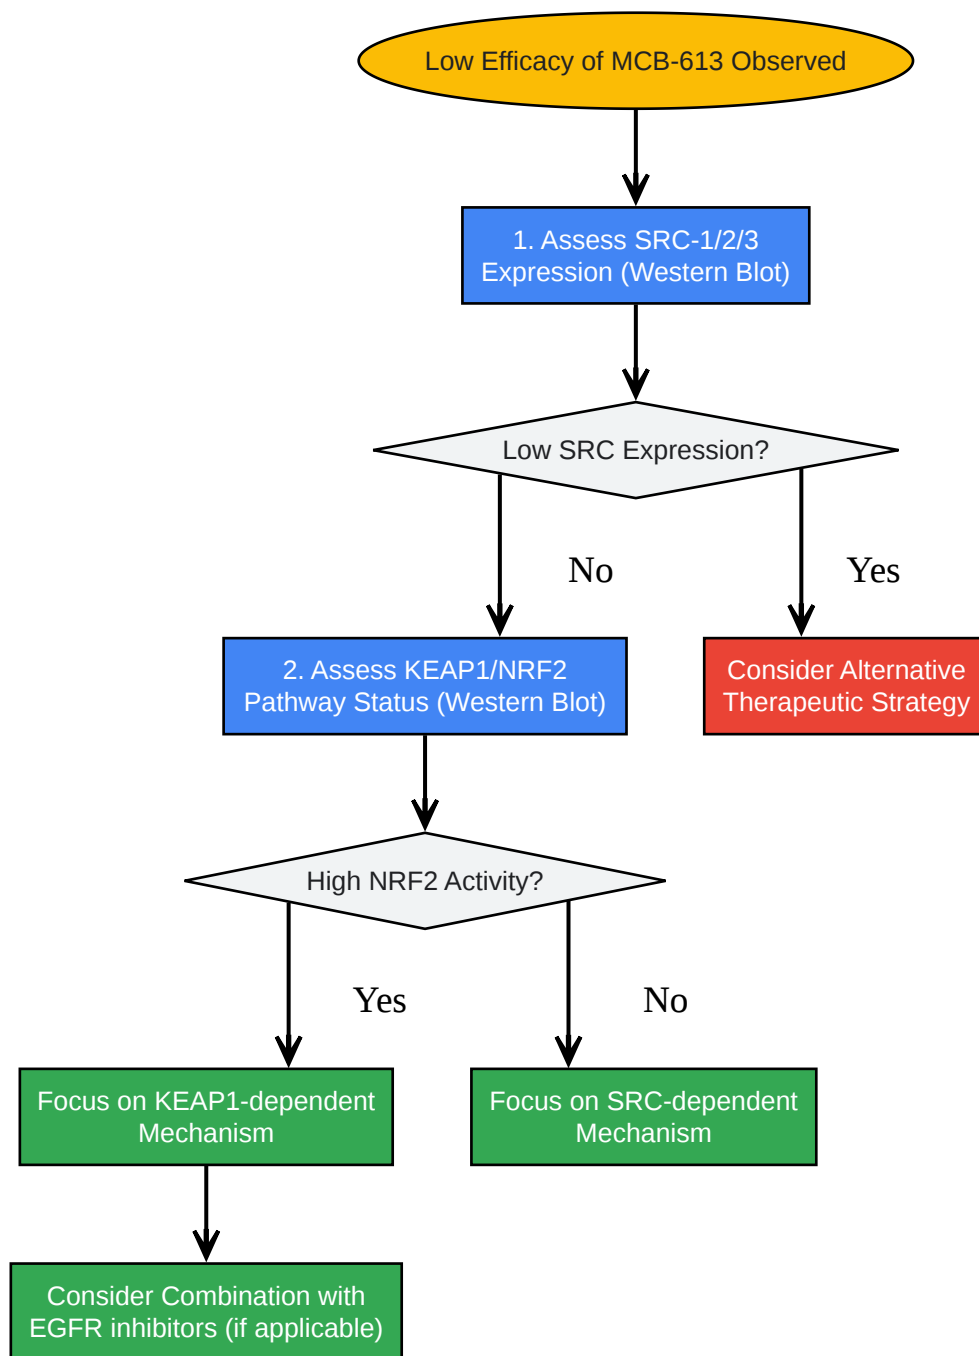 Low Efficacy of MCB-613 Observed
1. Assess SRC-1/2/3
Expression (Western Blot)
Low SRC Expression?
No
Yes
2. Assess KEAP1/NRF2
Pathway Status (Western Blot)
Consider Alternative
Therapeutic Strategy
High NRF2 Activity?
Yes
No
Focus on KEAP1-dependent
Mechanism
Focus on SRC-dependent
Mechanism
Consider Combination with
EGFR inhibitors (if applicable)